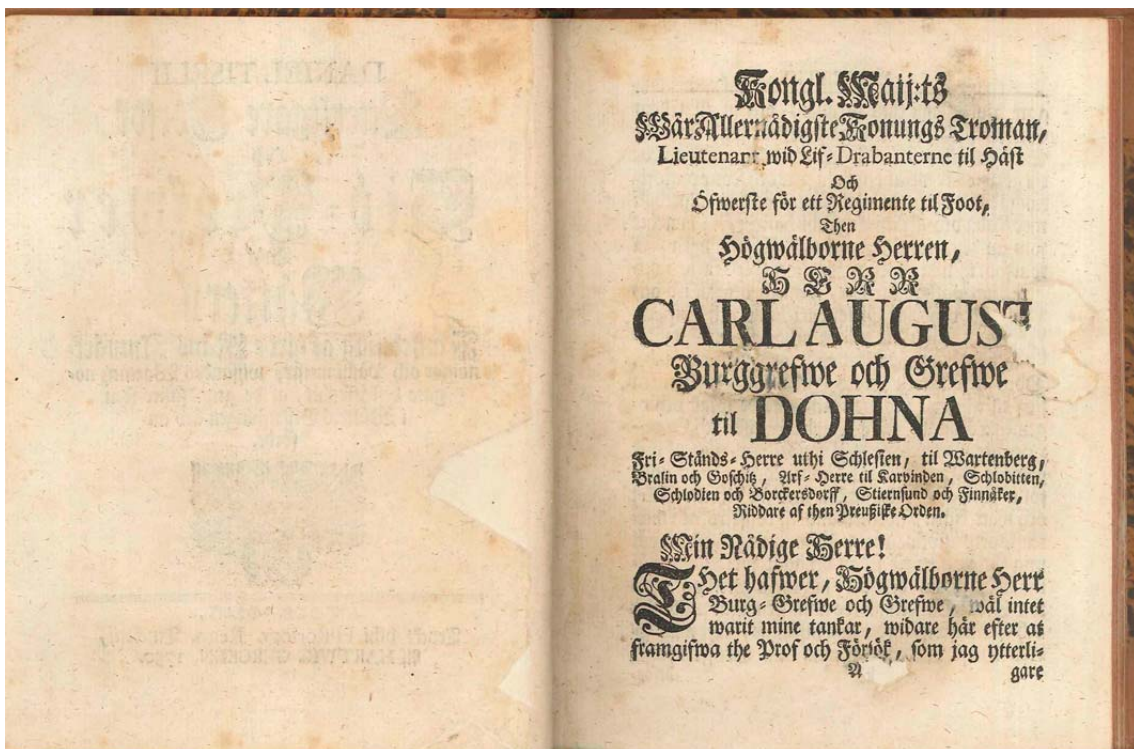 Kongl. Maij:ts
Wår Allernådigste Konungs Troman,
Lieutenant wid Lif-Drabanterne til Häst
Och
Öfwerste för ett Regimente til Foot,
Then
Högwälborne Herren,
HERR
CARL AUGUST
Burggrefwe och Grefwe
til DOHNA
Fri-Stånds-Herre uthi Schlesien, til Wartenberg,
Bralin och Goschitz, Arf-Herre til Karvinden, Schlobitten,
Schlodien och Borckersdorff, Stiernsund och Finnåker,
Riddare af then Preußiske Orden.
Min Nådige Herre!
THet hafwer, Högwälborne Herr
Burg-Grefwe och Grefwe, wäl intet
warit mine tankar, widare här efter at
framgifwa the Prof och Försök, som jag ytterli-
A gare